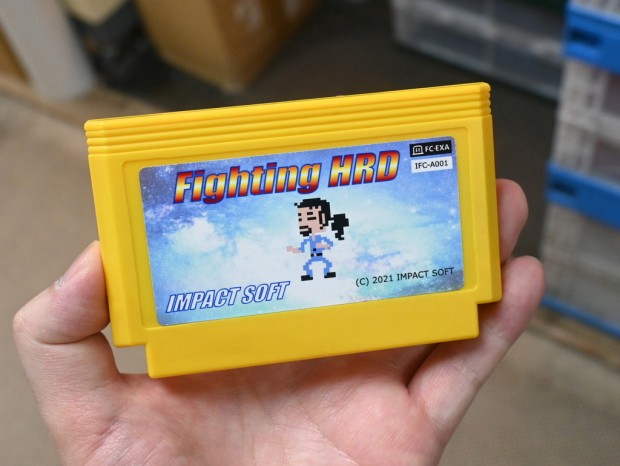 Fighting HRD
FC-EXA
IFC-A001
IMPACT SOFT
(C) 2021 IMPACT SOFT